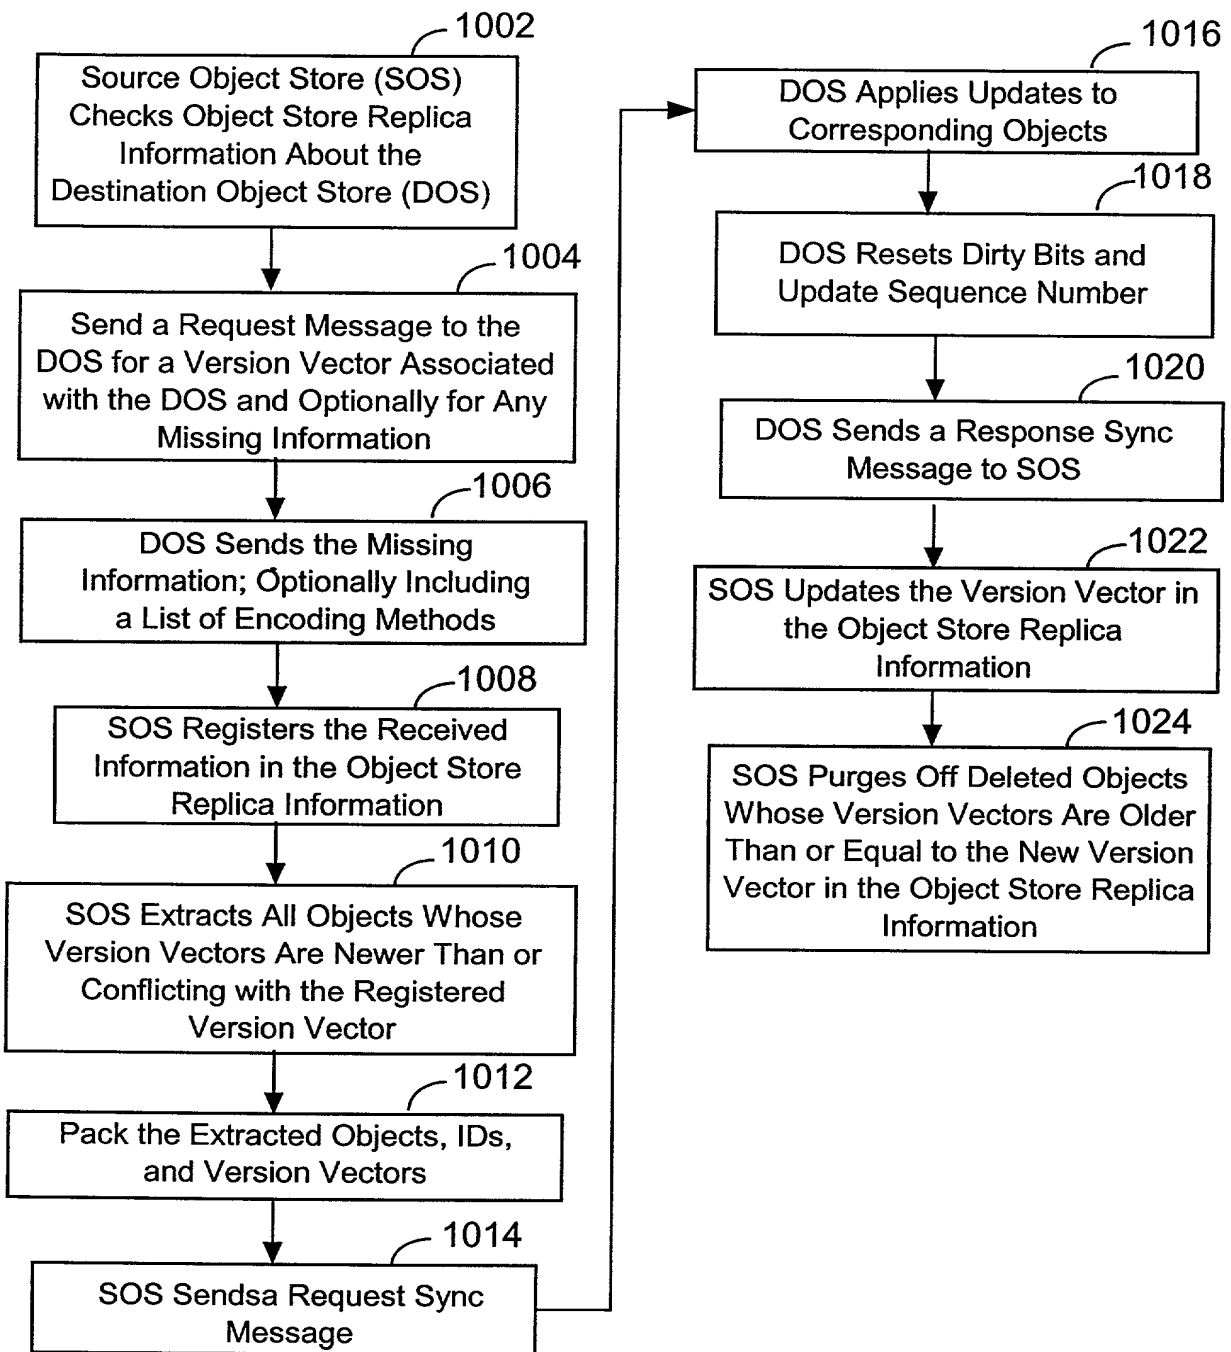 1002
Source Object Store (SOS)
Checks Object Store Replica
Information About the
Destination Object Store (DOS)
1004
Send a Request Message to the
DOS for a Version Vector Associated
with the DOS and Optionally for Any
Missing Information
1006
DOS Sends the Missing
Information; Optionally Including
a List of Encoding Methods
1008
SOS Registers the Received
Information in the Object Store
Replica Information
1010
SOS Extracts All Objects Whose
Version Vectors Are Newer Than or
Conflicting with the Registered
Version Vector
1012
Pack the Extracted Objects, IDs,
and Version Vectors
1014
SOS Sendsa Request Sync
Message
1016
DOS Applies Updates to
Corresponding Objects
1018
DOS Resets Dirty Bits and
Update Sequence Number
1020
DOS Sends a Response Sync
Message to SOS
1022
SOS Updates the Version Vector in
the Object Store Replica
Information
1024
SOS Purges Off Deleted Objects
Whose Version Vectors Are Older
Than or Equal to the New Version
Vector in the Object Store Replica
Information